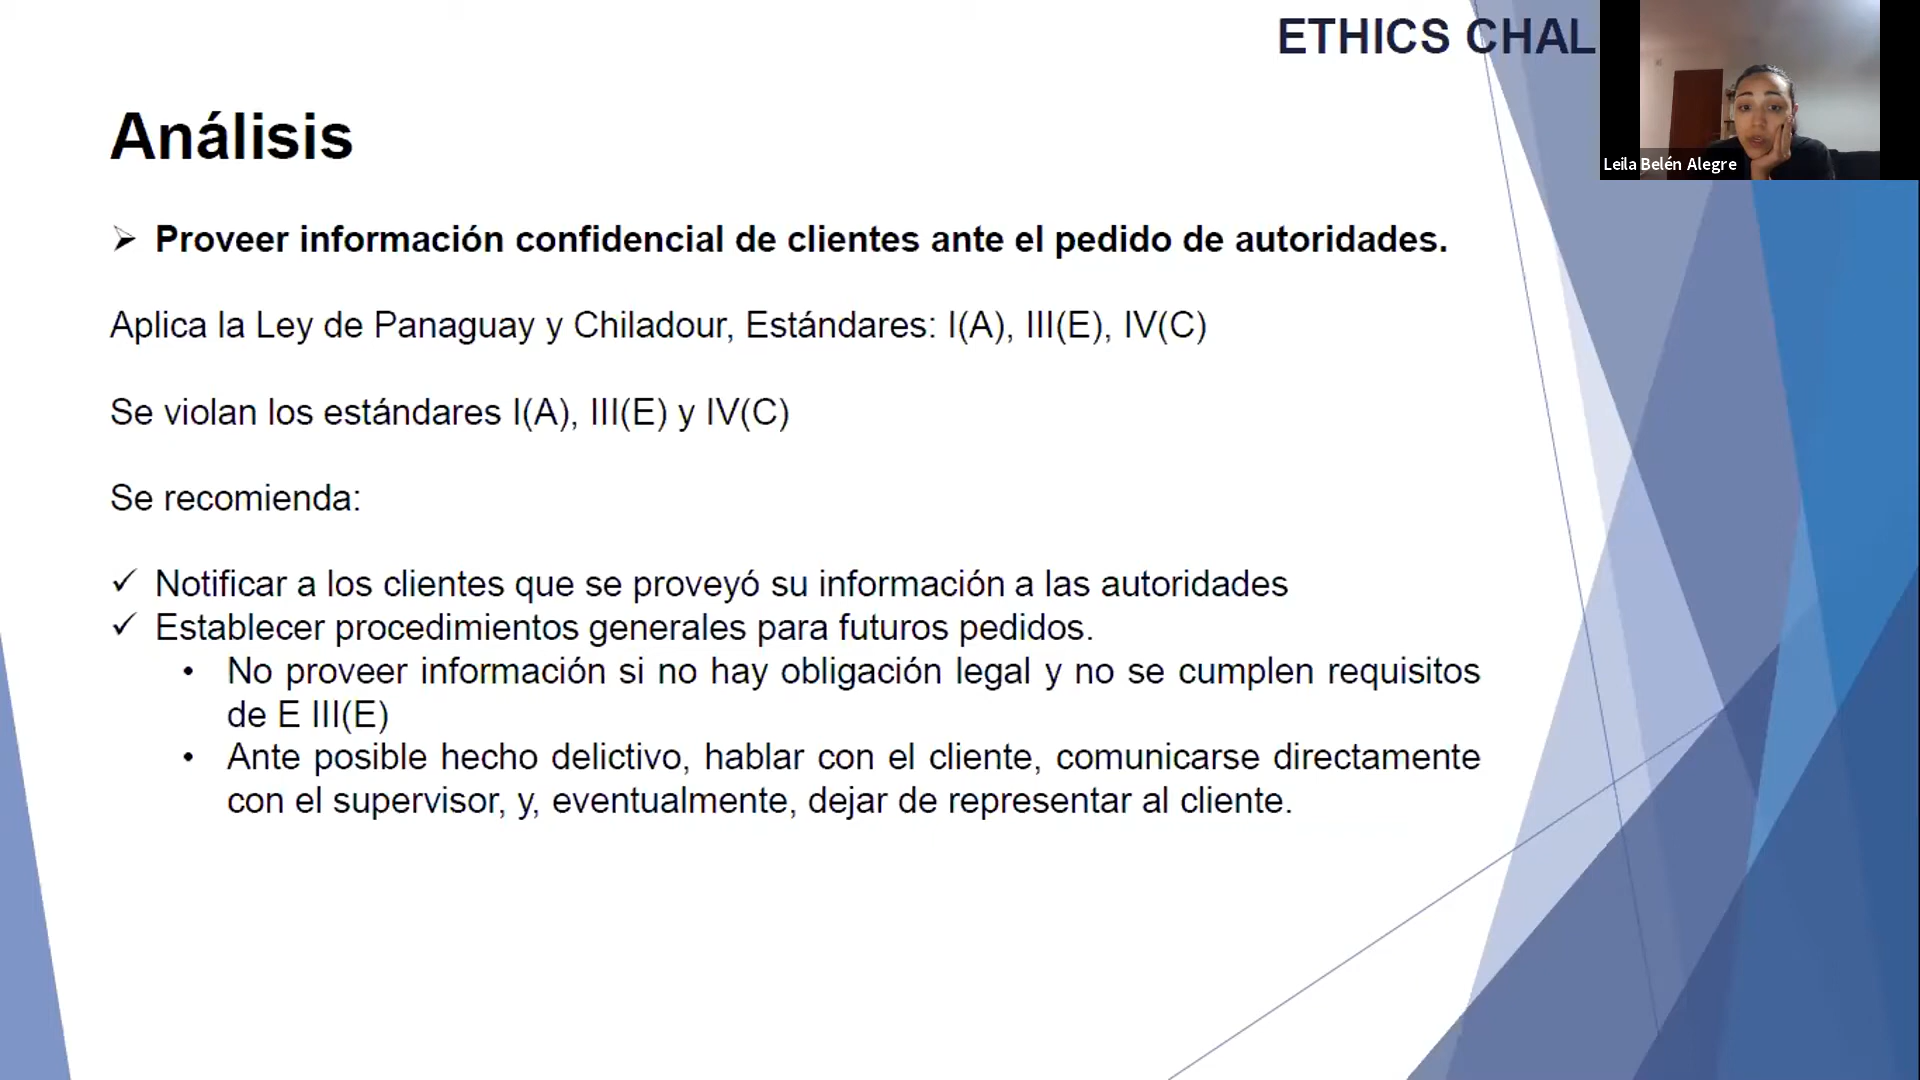 ETHICS CHAL
Leila Belén Alegre
Análisis
➢ Proveer información confidencial de clientes ante el pedido de autoridades.
Aplica la Ley de Panaguay y Chiladour, Estándares: I(A), III(E), IV(C)
Se violan los estándares I(A), III(E) y IV(C)
Se recomienda:
✓ Notificar a los clientes que se proveyó su información a las autoridades
✓ Establecer procedimientos generales para futuros pedidos.
• No proveer información si no hay obligación legal y no se cumplen requisitos
de E III(E)
• Ante posible hecho delictivo, hablar con el cliente, comunicarse directamente
con el supervisor, y, eventualmente, dejar de representar al cliente.